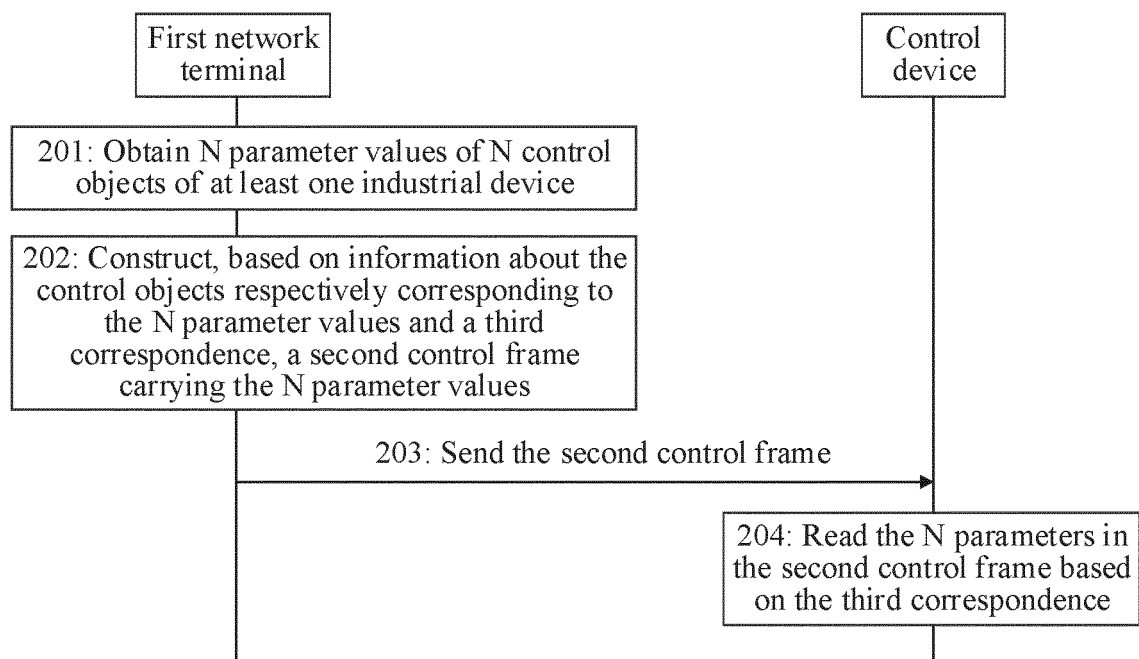 First network
terminal
Control
device
201: Obtain N parameter values of N control
objects of at least one industrial device
202: Construct, based on information about the
control objects respectively corresponding to
the N parameter values and a third
correspondence, a second control frame
carrying the N parameter values
203: Send the second control frame
204: Read the N parameters in
the second control frame based
on the third correspondence